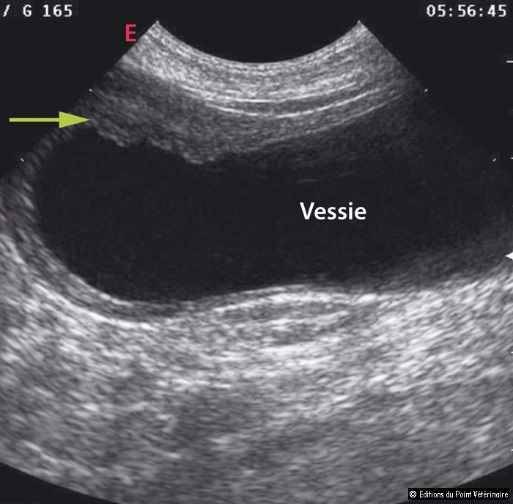 / G 165
05:56:45
E
Vessie
© Editions du Point Vétérinaire